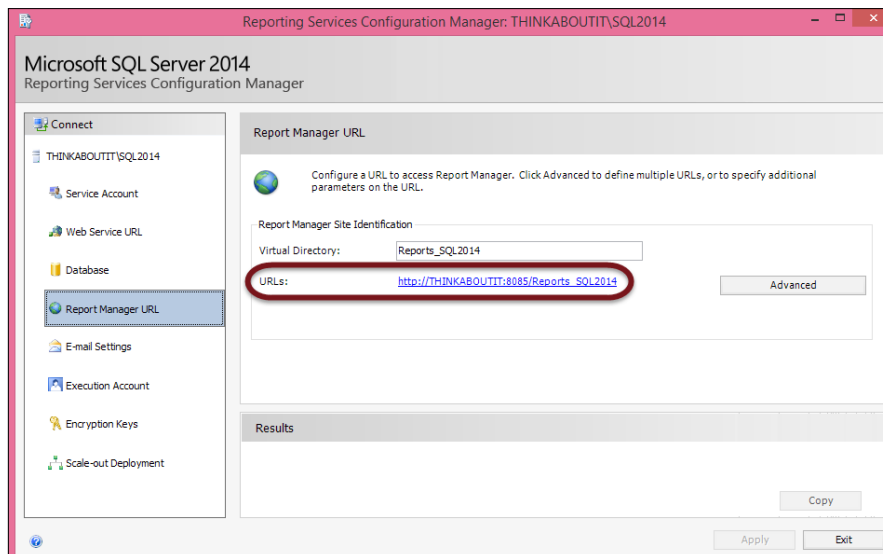 Reporting Services Configuration Manager: THINKABOUTIT\SQL2014
Microsoft SQL Server 2014
Reporting Services Configuration Manager
Connect
THINKABOUTIT\SQL2014
Service Account
Web Service URL
Database
Report Manager URL
E-mail Settings
Execution Account
Encryption Keys
Scale-out Deployment
Report Manager URL
Configure a URL to access Report Manager. Click Advanced to define multiple URLs, or to specify additional
parameters on the URL.
Report Manager Site Identification
Virtual Directory: Reports_SQL2014
URLs: http://THINKABOUTIT:8085/Reports_SQL2014
Advanced
Results
Copy
Apply Exit